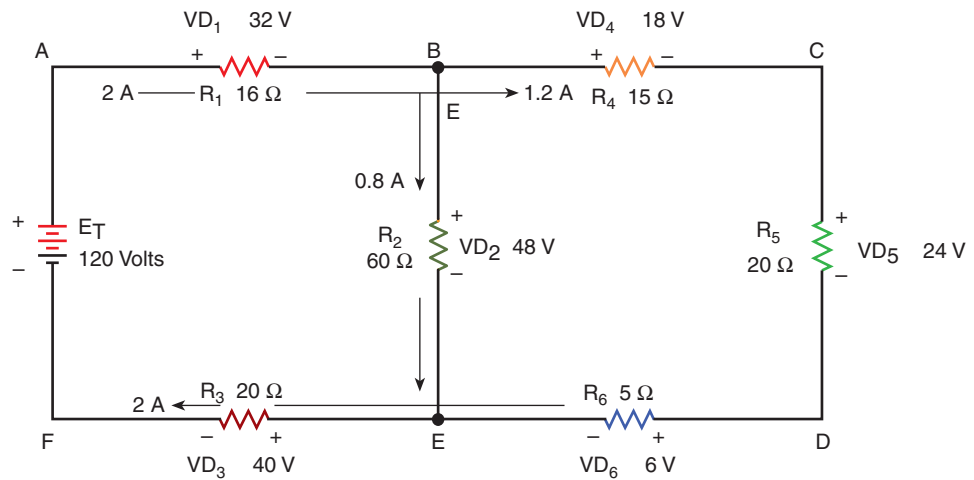 VD1 32 V
VD4 18 V
A + – B + – C
2 A R1 16 Ω 1.2 A R4 15 Ω
E
0.8 A
+ ET
– 120 Volts
R2
60 Ω
+
VD2 48 V
–
R5
20 Ω
+
VD5 24 V
–
2 A R3 20 Ω R6 5 Ω
F – + E – + D
VD3 40 V
VD6 6 V